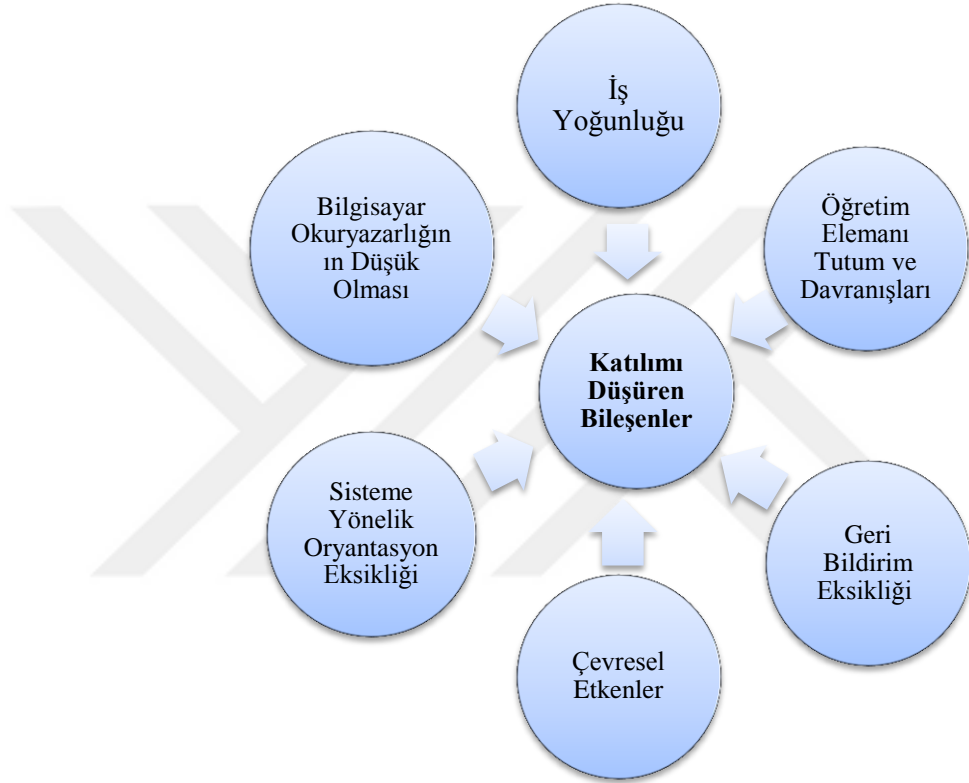 İş
Yoğunluğu
Bilgisayar
Okuryazarlığın
ın Düşük
Olması
Öğretim
Elemanı
Tutum ve
Davranışları
Katılımı
Düşüren
Bileşenler
Sisteme
Yönelik
Oryantasyon
Eksikliği
Geri
Bildirim
Eksikliği
Çevresel
Etkenler